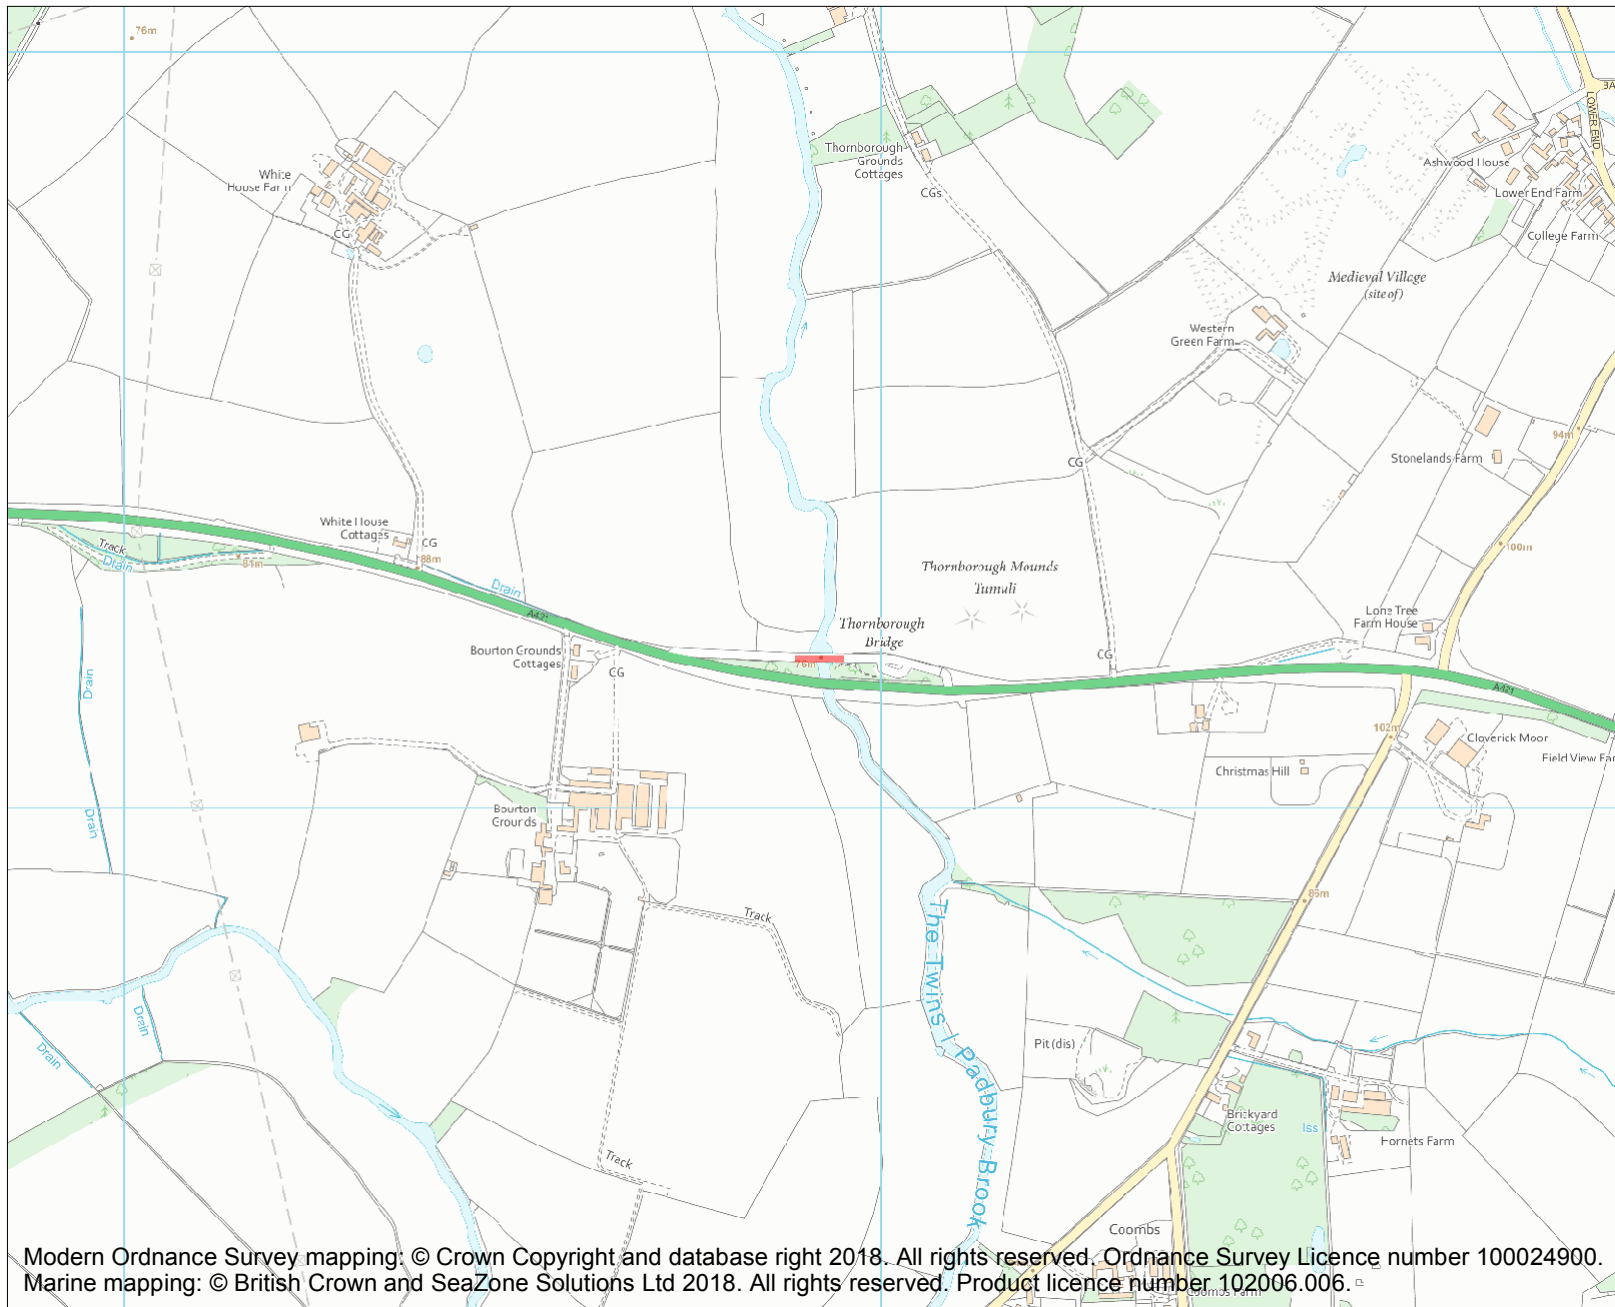 76m
Thornborough
Grounds
Cottages
CGs
LOWER END
Ashwood House
Lower End Farm
College Farm
White
House Farm
CG
Medieval Village
(site of)
Western
Green Farm
94m
CG
Stonelands Farm
White House
Cottages
CG
88m
Track
Drain
81m
Drain
A421
100m
Thornborough Mounds
Tumuli
Lone Tree
Farm House
Thornborough
Bridge
Bourton Grounds
Cottages
CG
76m
CG
Drain
A421
102m
Cloverick Moor
Christmas Hill
Drain
Bourton
Grounds
86m
Track
The Twins / Padbury Brook
Drain
Drain
Pit (dis)
Brickyard
Cottages
Iss
Hornets Farm
Track
Coombs
Modern Ordnance Survey mapping: © Crown Copyright and database right 2018. All rights reserved. Ordnance Survey Licence number 100024900.
Marine mapping: © British Crown and SeaZone Solutions Ltd 2018. All rights reserved. Product licence number 102006.006.
Coombs Farm